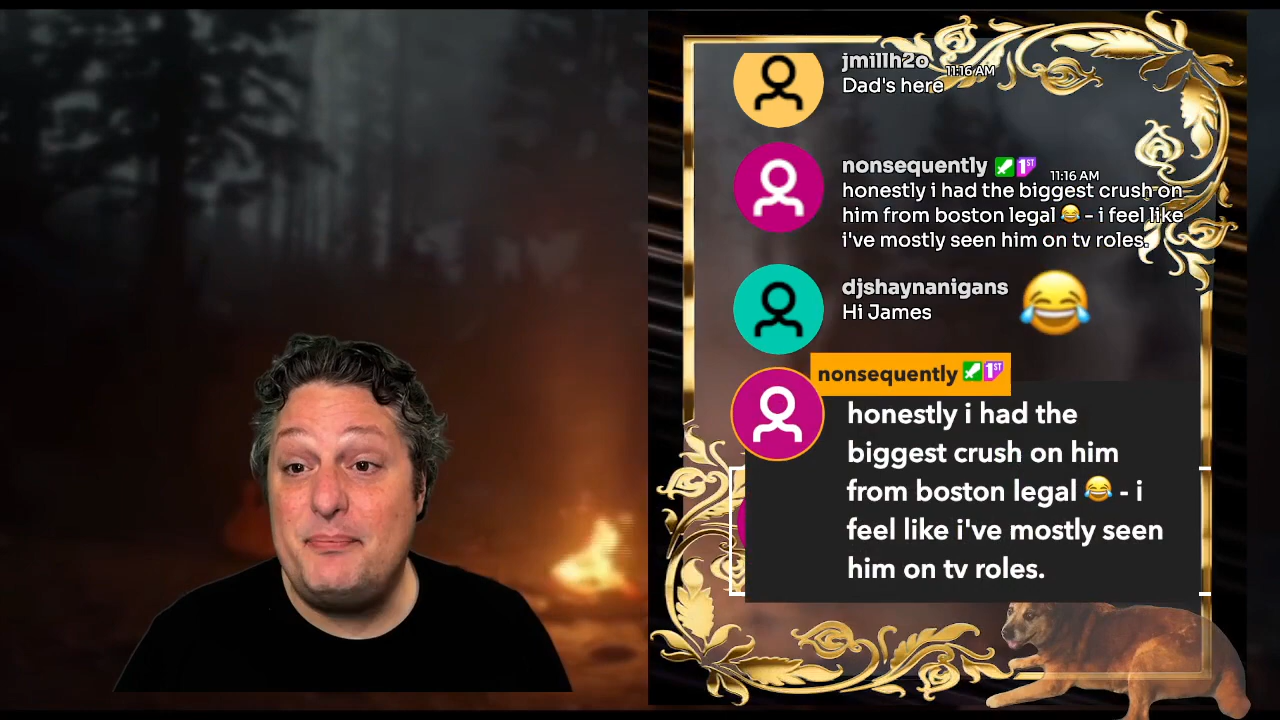 jmillh2o 11:16 AM
Dad's here
nonsequently 1ST 11:16 AM
honestly i had the biggest crush on
him from boston legal 😂 - i feel like
i've mostly seen him on tv roles.
djshaynanigans
Hi James
😂
nonsequently 1ST
honestly i had the
biggest crush on him
from boston legal 😂 - i
feel like i've mostly seen
him on tv roles.